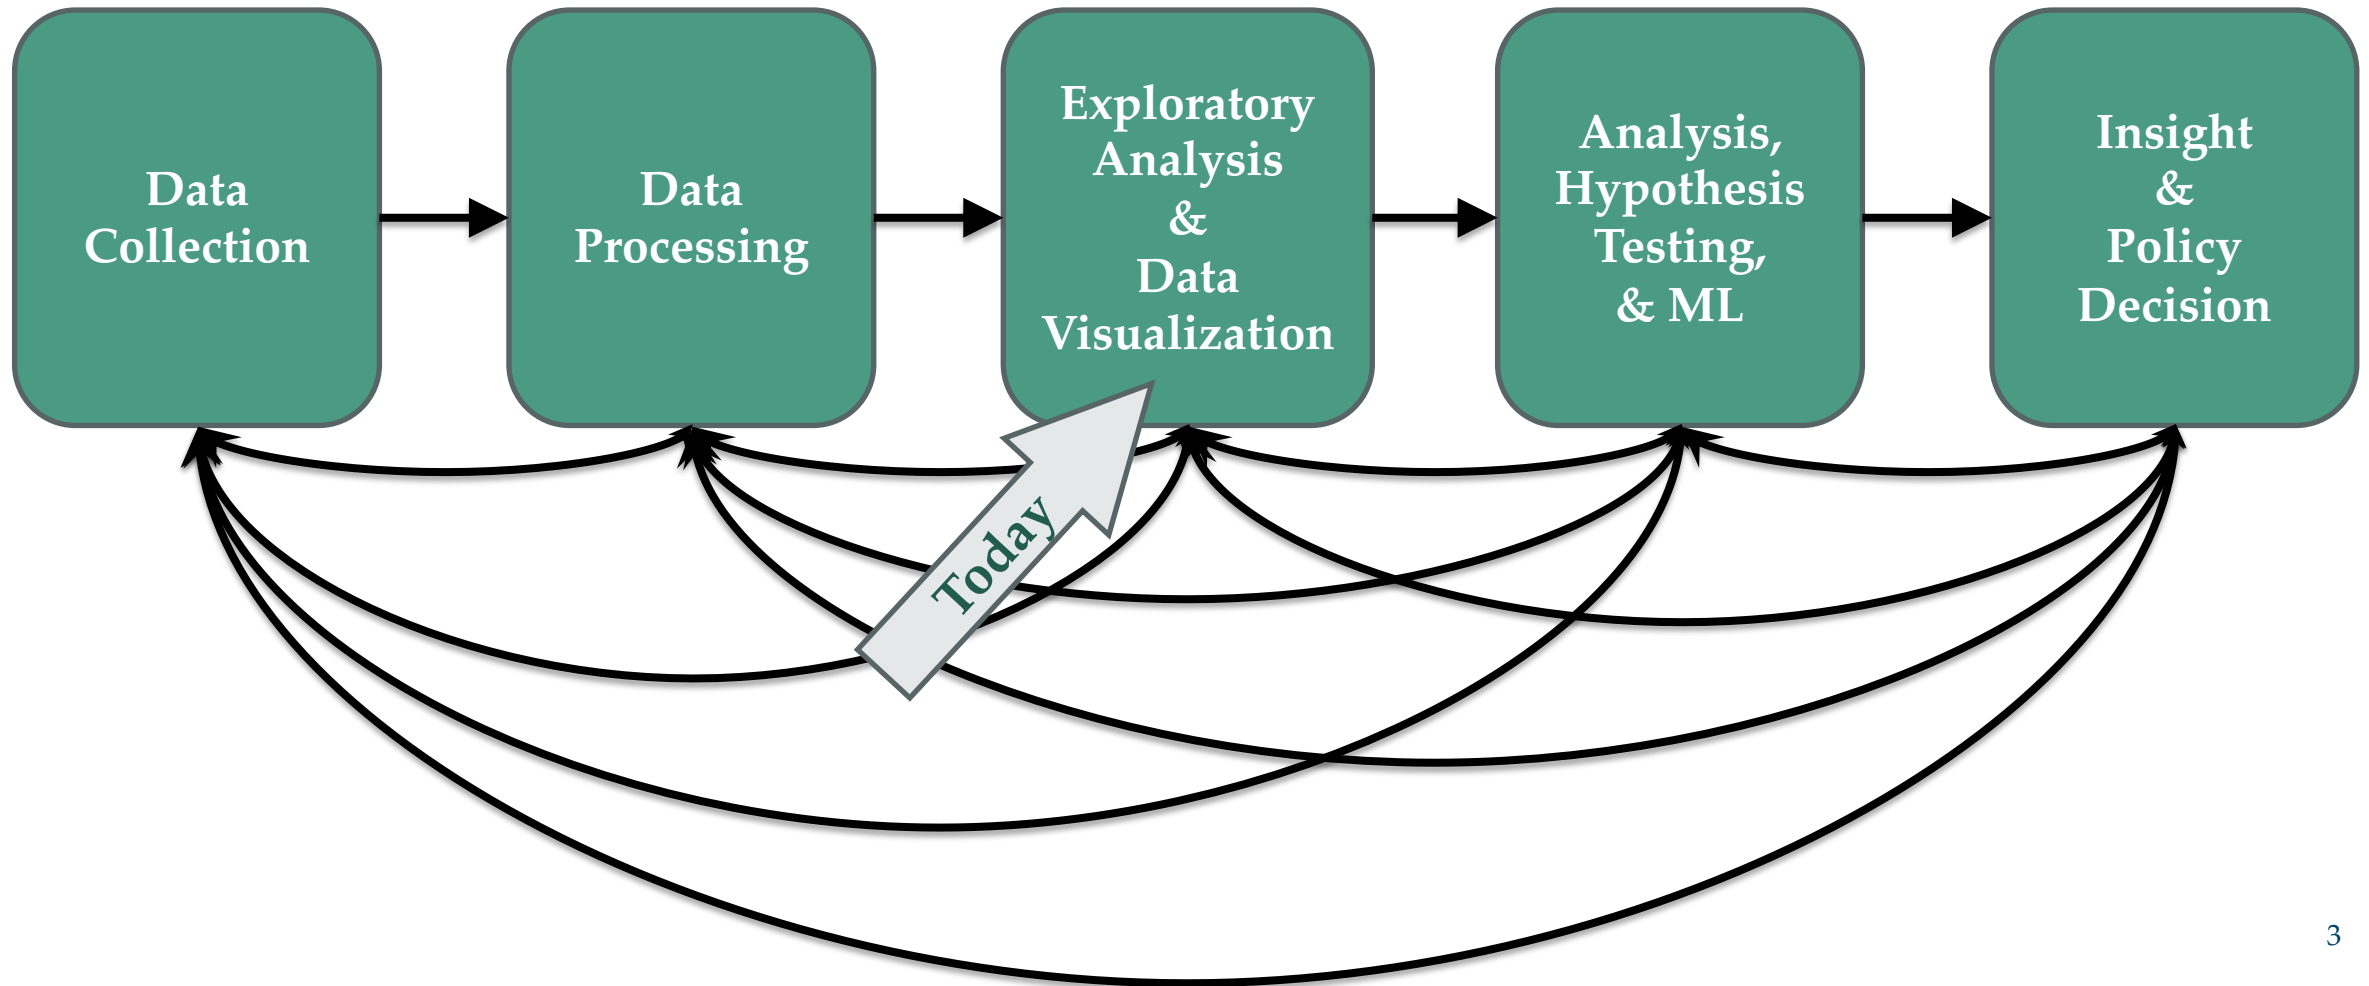 Data
Collection
Data
Processing
Exploratory
Analysis
&
Data
Visualization
Analysis,
Hypothesis
Testing,
& ML
Insight
&
Policy
Decision
Today
3